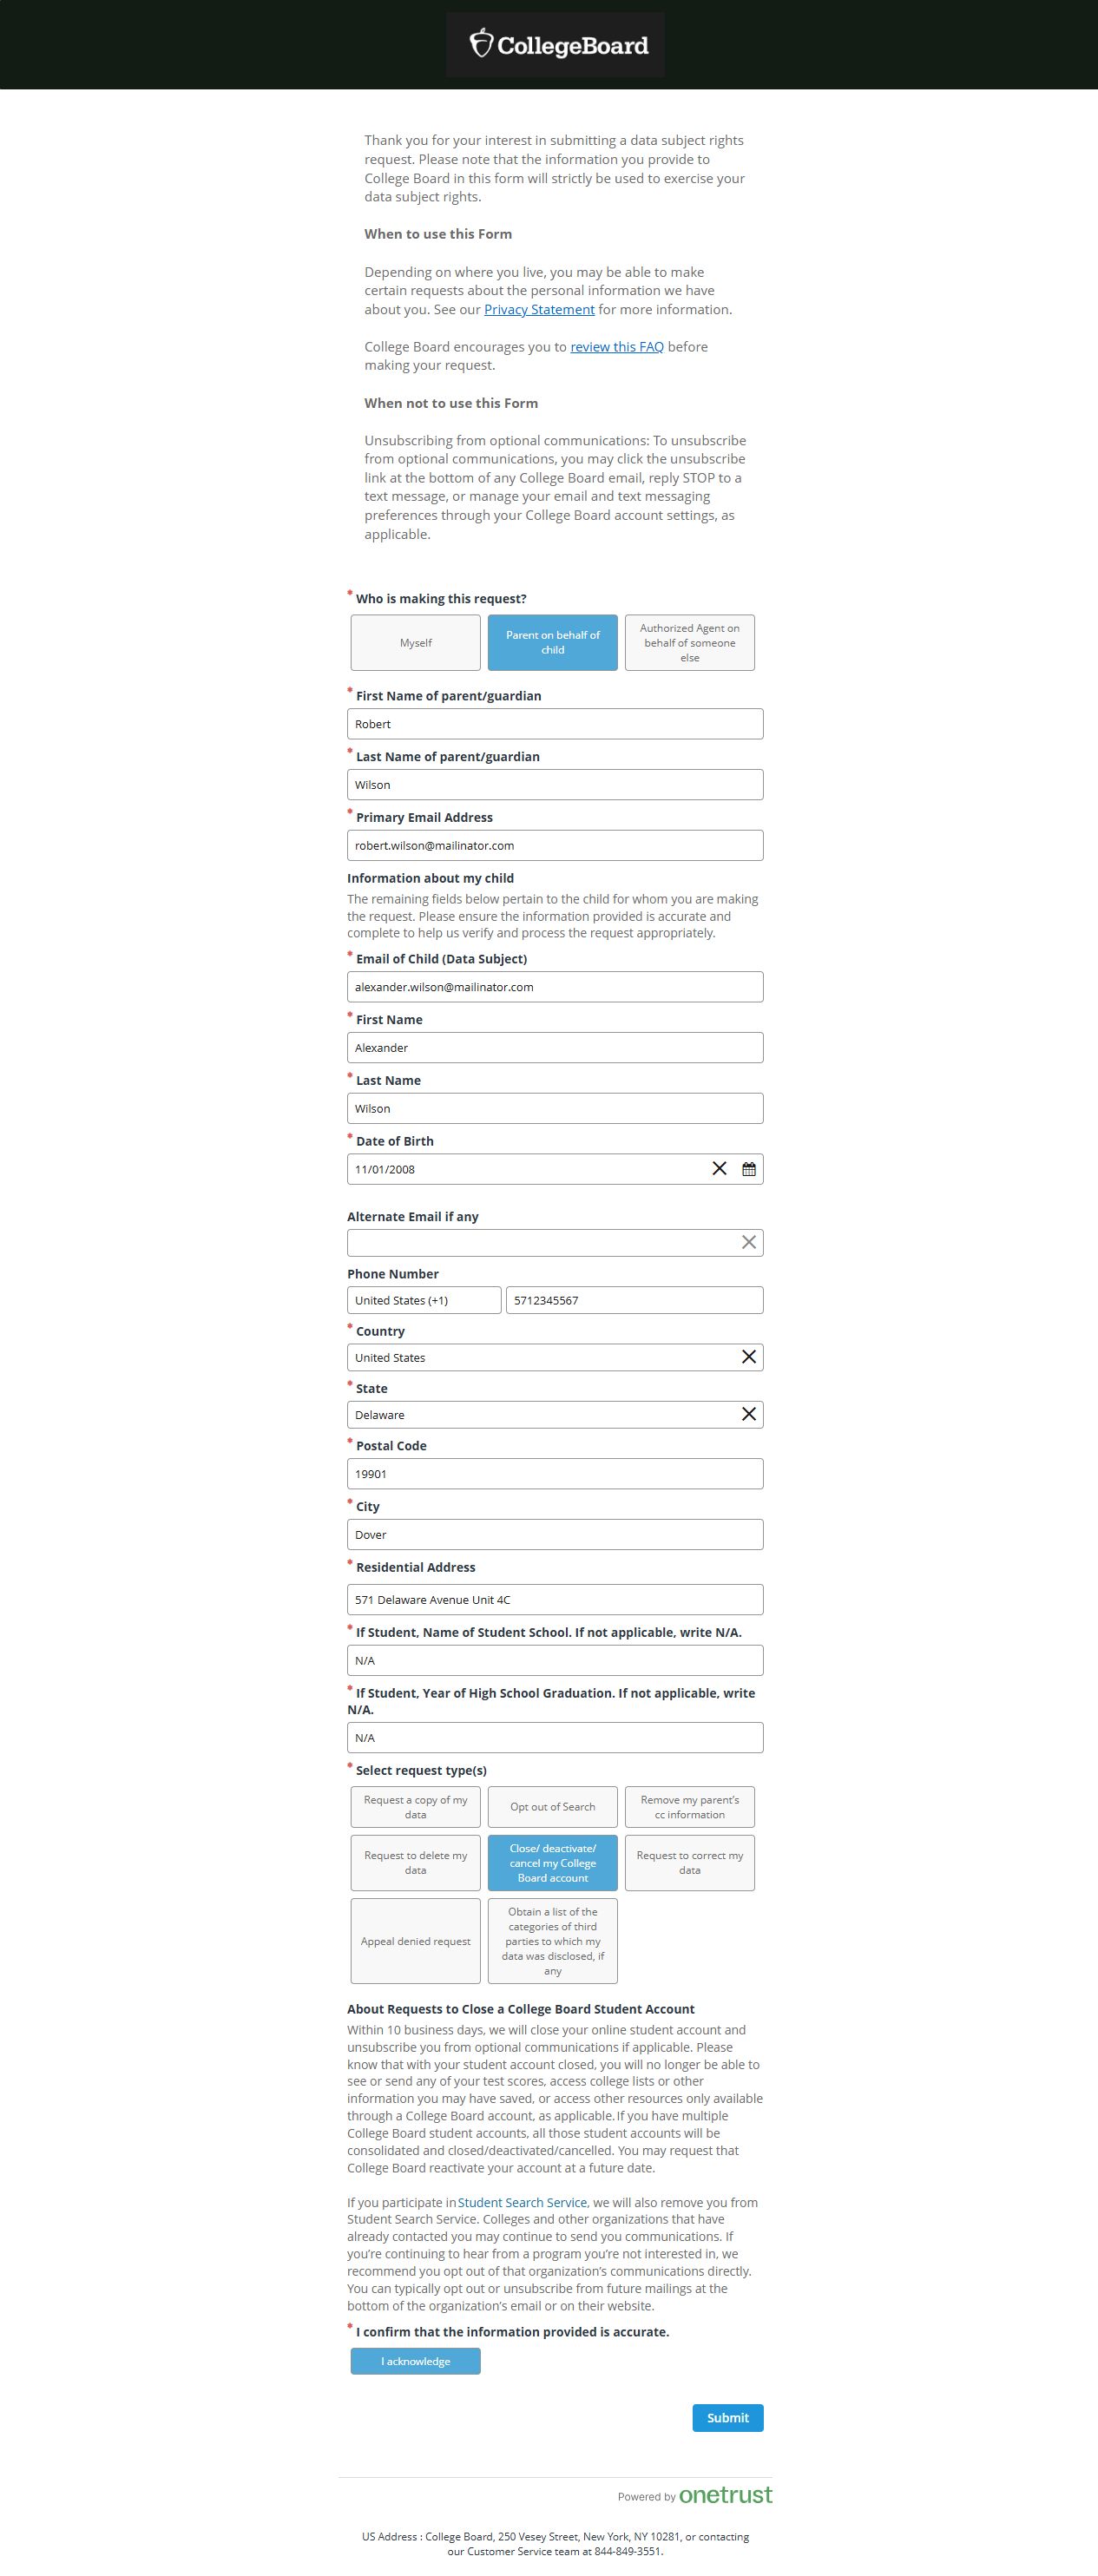 CollegeBoard
Thank you for your interest in submitting a data subject rights
request. Please note that the information you provide to
College Board in this form will strictly be used to exercise your
data subject rights.
When to use this Form
Depending on where you live, you may be able to make
certain requests about the personal information we have
about you. See our Privacy Statement for more information.
College Board encourages you to review this FAQ before
making your request.
When not to use this Form
Unsubscribing from optional communications: To unsubscribe
from optional communications, you may click the unsubscribe
link at the bottom of any College Board email, reply STOP to a
text message, or manage your email and text messaging
preferences through your College Board account settings, as
applicable.
* Who is making this request?
Myself
Parent on behalf of
child
Authorized Agent on
behalf of someone
else
* First Name of parent/guardian
Robert
* Last Name of parent/guardian
Wilson
* Primary Email Address
robert.wilson@mailinator.com
Information about my child
The remaining fields below pertain to the child for whom you are making
the request. Please ensure the information provided is accurate and
complete to help us verify and process the request appropriately.
* Email of Child (Data Subject)
alexander.wilson@mailinator.com
* First Name
Alexander
* Last Name
Wilson
* Date of Birth
11/01/2008
Alternate Email if any
Phone Number
United States (+1) 5712345567
* Country
United States
* State
Delaware
* Postal Code
19901
* City
Dover
* Residential Address
571 Delaware Avenue Unit 4C
* If Student, Name of Student School. If not applicable, write N/A.
N/A
* If Student, Year of High School Graduation. If not applicable, write
N/A.
N/A
* Select request type(s)
Request a copy of my
data
Opt out of Search
Remove my parent's
cc information
Request to delete my
data
Close/ deactivate/
cancel my College
Board account
Request to correct my
data
Appeal denied request
Obtain a list of the
categories of third
parties to which my
data was disclosed, if
any
About Requests to Close a College Board Student Account
Within 10 business days, we will close your online student account and
unsubscribe you from optional communications if applicable. Please
know that with your student account closed, you will no longer be able to
see or send any of your test scores, access college lists or other
information you may have saved, or access other resources only available
through a College Board account, as applicable. If you have multiple
College Board student accounts, all those student accounts will be
consolidated and closed/deactivated/cancelled. You may request that
College Board reactivate your account at a future date.
If you participate in Student Search Service, we will also remove you from
Student Search Service. Colleges and other organizations that have
already contacted you may continue to send you communications. If
you're continuing to hear from a program you're not interested in, we
recommend you opt out of that organization's communications directly.
You can typically opt out or unsubscribe from future mailings at the
bottom of the organization's email or on their website.
* I confirm that the information provided is accurate.
I acknowledge
Submit
Powered by onetrust
US Address : College Board, 250 Vesey Street, New York, NY 10281, or contacting
our Customer Service team at 844-849-3551.